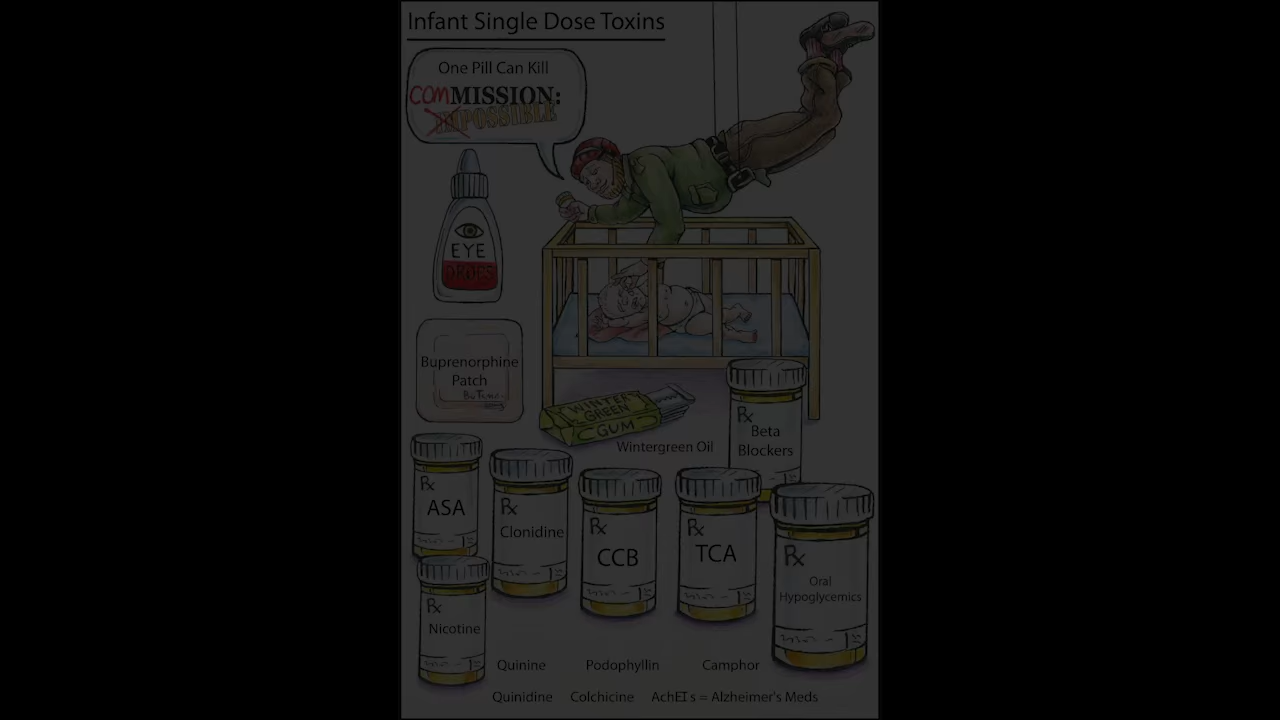 Infant Single Dose Toxins
One Pill Can Kill
COMMISSION:
IMPOSSIBLE
EYE
DROPS
Buprenorphine
Patch
WINTER
GREEN
GUM
Wintergreen Oil
Rx
Beta
Blockers
Rx
ASA
Rx
Clonidine
Rx
CCB
Rx
TCA
Rx
Oral
Hypoglycemics
Rx
Nicotine
Quinine Podophyllin Camphor
Quinidine Colchicine AchEI s = Alzheimer's Meds